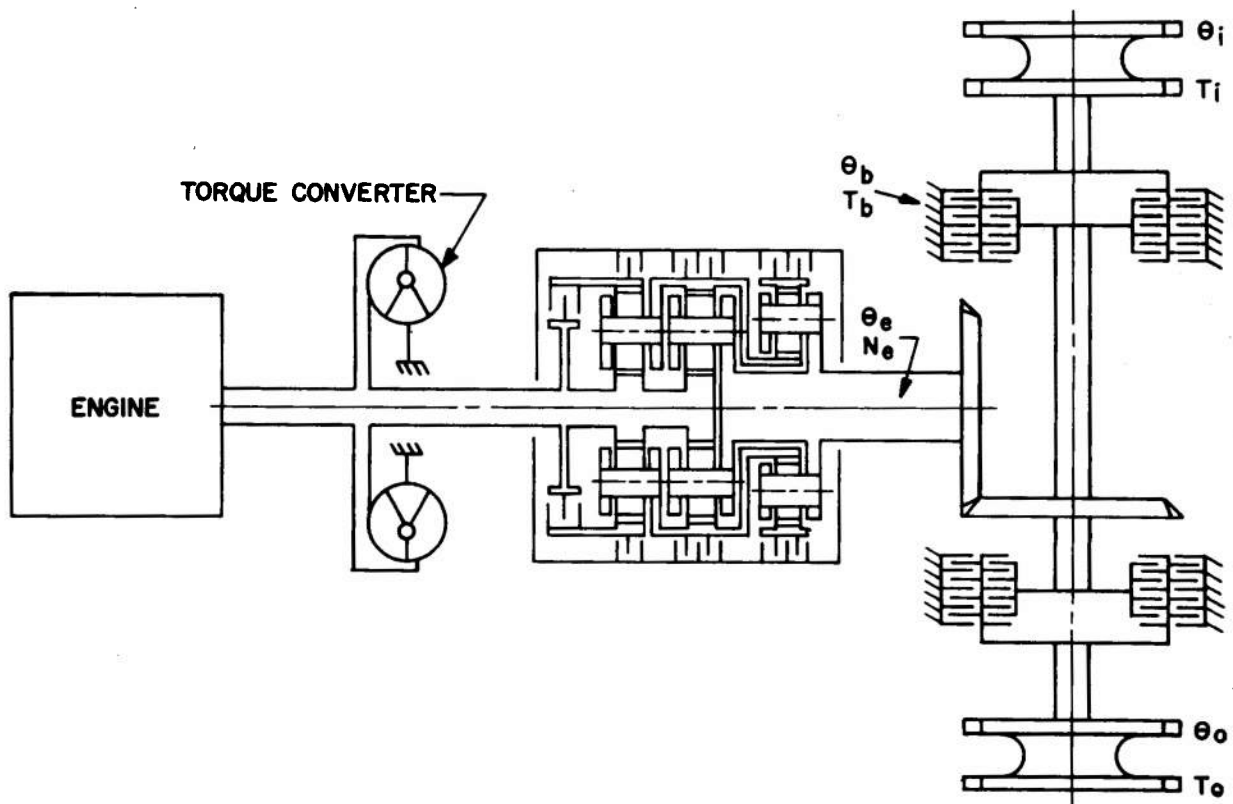 θi
Ti
θb
Tb
TORQUE CONVERTER
θe
Ne
ENGINE
θo
To